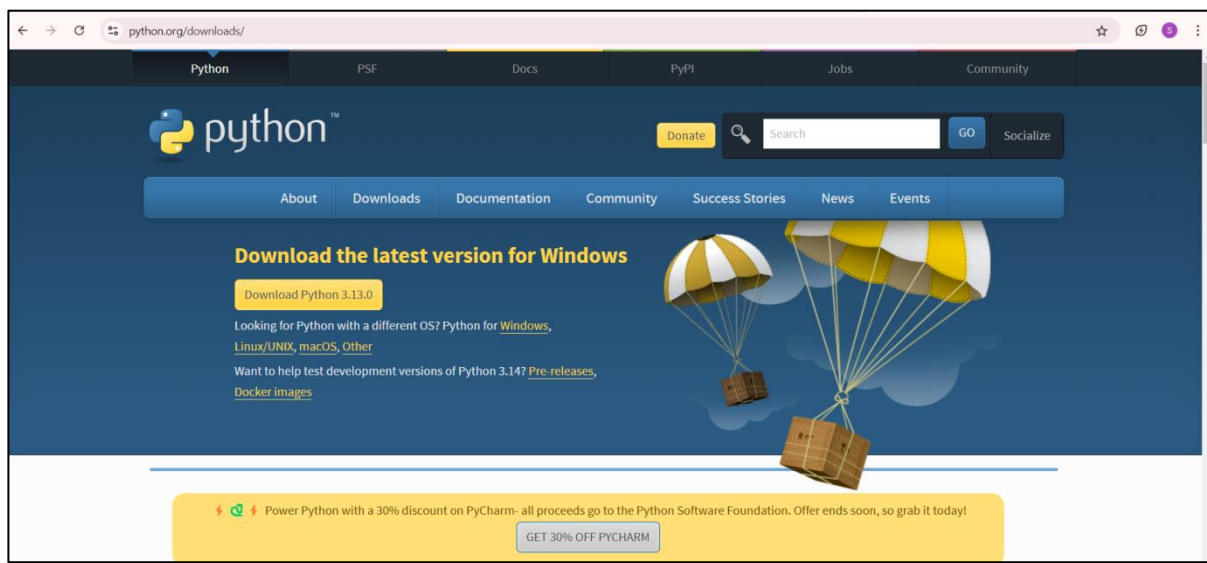 python.org/downloads/
S
Python PSF Docs PyPI Jobs Community
python™
Donate Search GO Socialize
About Downloads Documentation Community Success Stories News Events
Download the latest version for Windows
Download Python 3.13.0
Looking for Python with a different OS? Python for Windows,
Linux/UNIX, macOS, Other
Want to help test development versions of Python 3.14? Pre-releases,
Docker images
Power Python with a 30% discount on PyCharm- all proceeds go to the Python Software Foundation. Offer ends soon, so grab it today!
GET 30% OFF PYCHARM